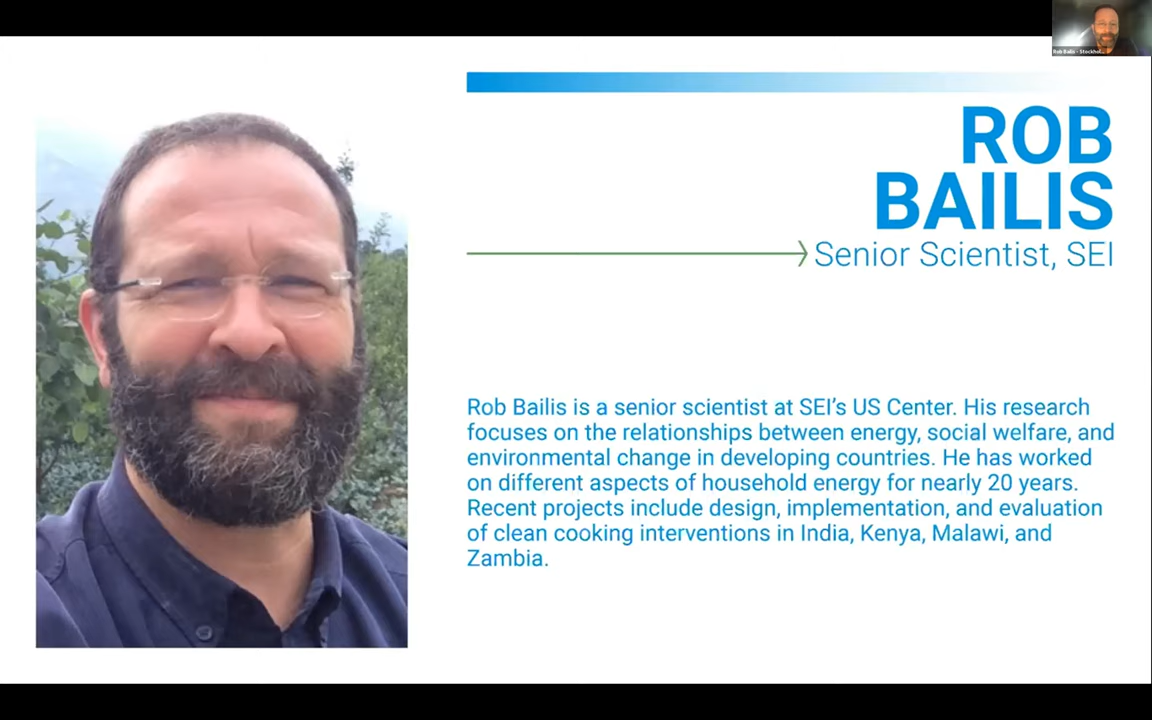 Rob Bailis - Stockhol...
ROB
BAILIS
Senior Scientist, SEI
Rob Bailis is a senior scientist at SEI's US Center. His research
focuses on the relationships between energy, social welfare, and
environmental change in developing countries. He has worked
on different aspects of household energy for nearly 20 years.
Recent projects include design, implementation, and evaluation
of clean cooking interventions in India, Kenya, Malawi, and
Zambia.